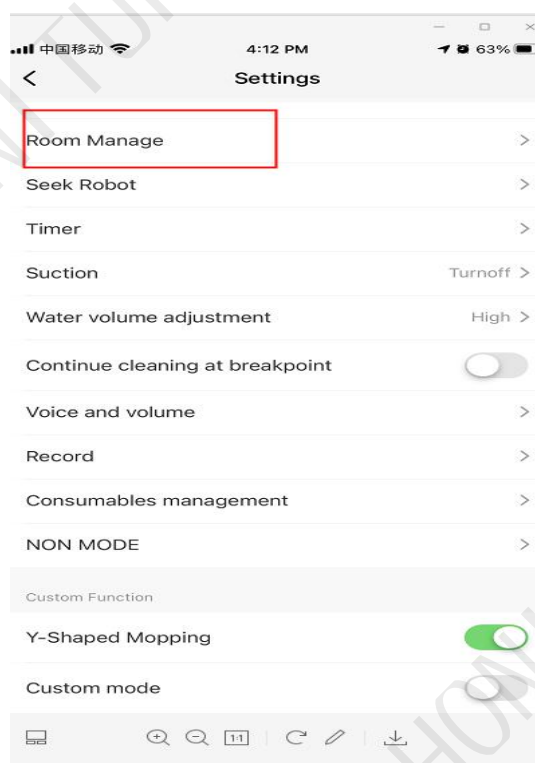 中国移动 4:12 PM 63%
Settings
Room Manage
Seek Robot
Timer
Suction Turnoff
Water volume adjustment High
Continue cleaning at breakpoint
Voice and volume
Record
Consumables management
NON MODE
Custom Function
Y-Shaped Mopping
Custom mode
1:1